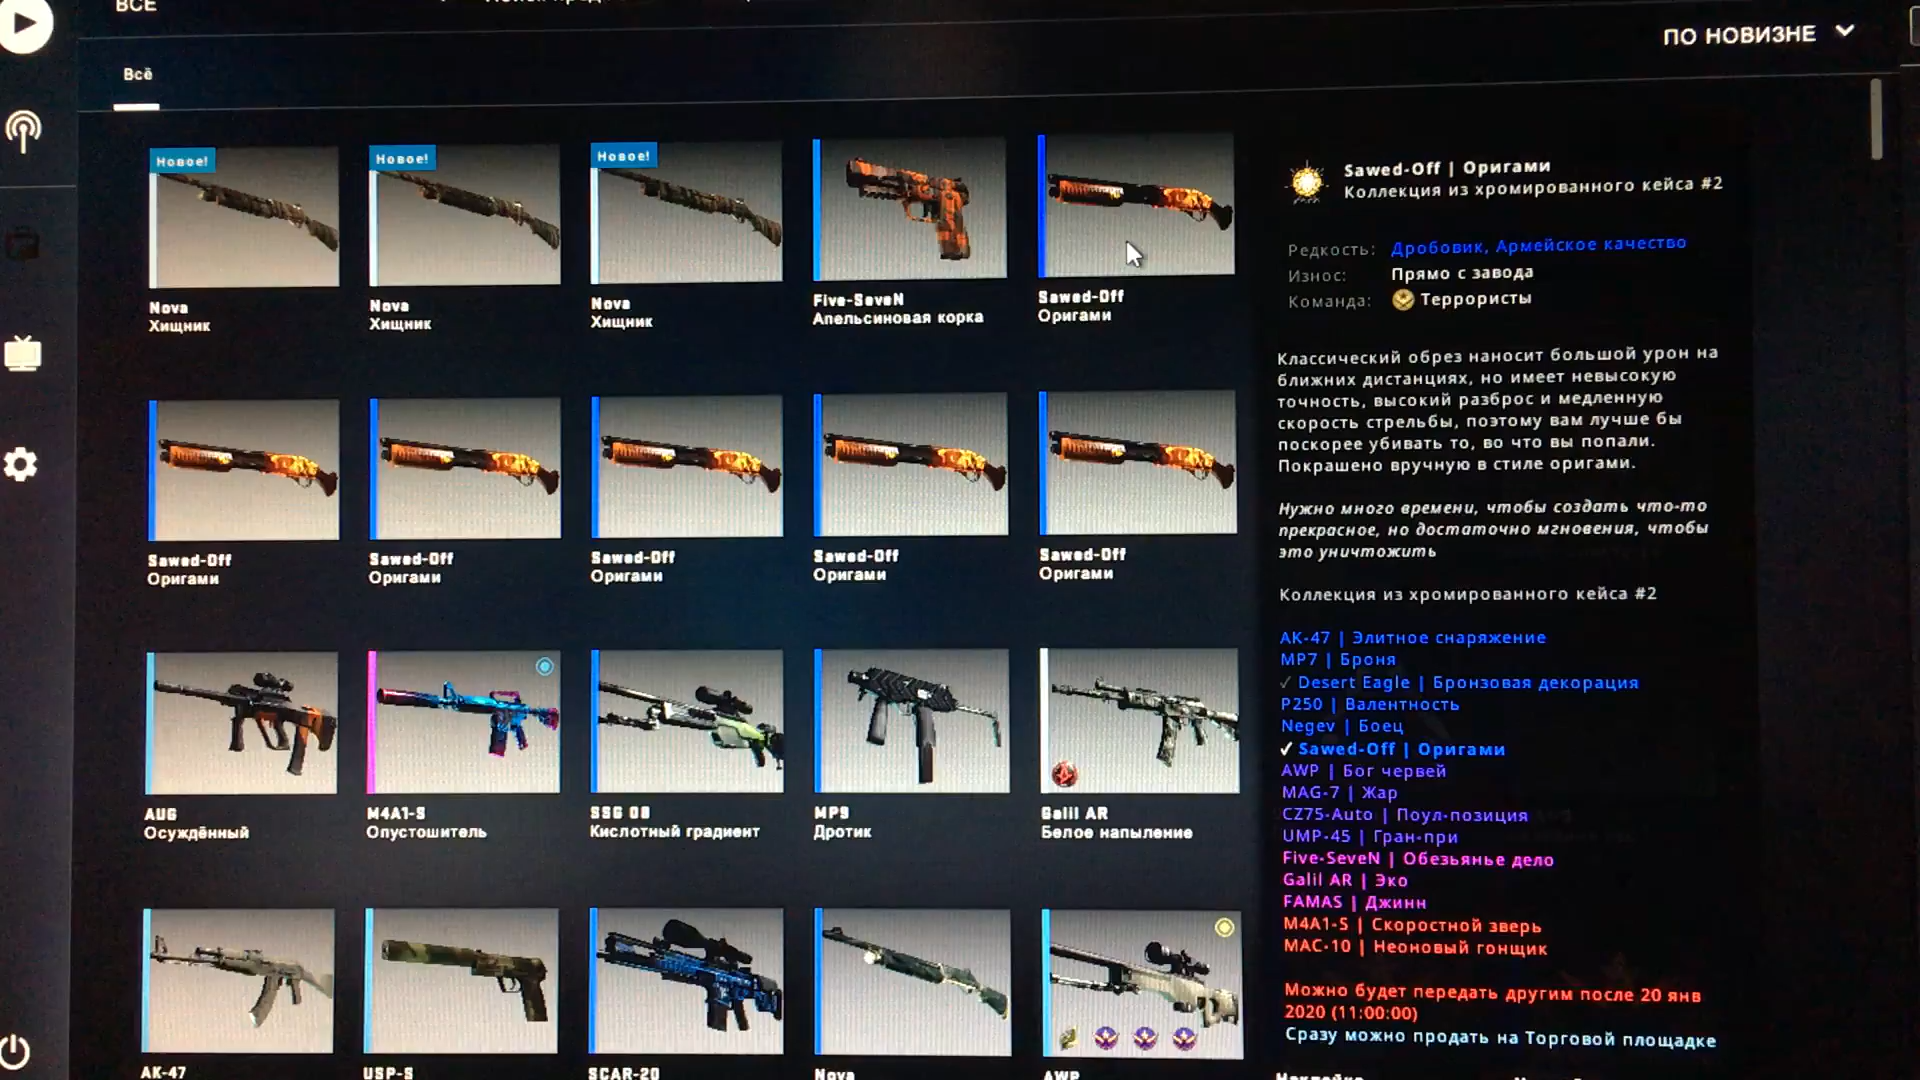 ВСЕ
ПО НОВИЗНЕ
Всё
Новое!
Новое!
Новое!
Nova
Хищник
Nova
Хищник
Nova
Хищник
Five-SeveN
Апельсиновая корка
Sawed-Off
Оригами
Sawed-Off
Оригами
Sawed-Off
Оригами
Sawed-Off
Оригами
Sawed-Off
Оригами
Sawed-Off
Оригами
AUG
Осуждённый
M4A1-S
Опустошитель
SSG 08
Кислотный градиент
MP9
Дротик
Galil AR
Белое напыление
AK-47
USP-S
SCAR-20
Nova
AWP
Sawed-Off | Оригами
Коллекция из хромированного кейса #2
Редкость: Дробовик, Армейское качество
Износ: Прямо с завода
Команда: Террористы
Классический обрез наносит большой урон на
ближних дистанциях, но имеет невысокую
точность, высокий разброс и медленную
скорость стрельбы, поэтому вам лучше бы
поскорее убивать то, во что вы попали.
Покрашено вручную в стиле оригами.
Нужно много времени, чтобы создать что-то
прекрасное, но достаточно мгновения, чтобы
это уничтожить
Коллекция из хромированного кейса #2
AK-47 | Элитное снаряжение
MP7 | Броня
✓ Desert Eagle | Бронзовая декорация
P250 | Валентность
Negev | Боец
✓ Sawed-Off | Оригами
AWP | Бог червей
MAG-7 | Жар
CZ75-Auto | Поул-позиция
UMP-45 | Гран-при
Five-SeveN | Обезьянье дело
Galil AR | Эко
FAMAS | Джинн
M4A1-S | Скоростной зверь
MAC-10 | Неоновый гонщик
Можно будет передать другим после 20 янв
2020 (11:00:00)
Сразу можно продать на Торговой площадке